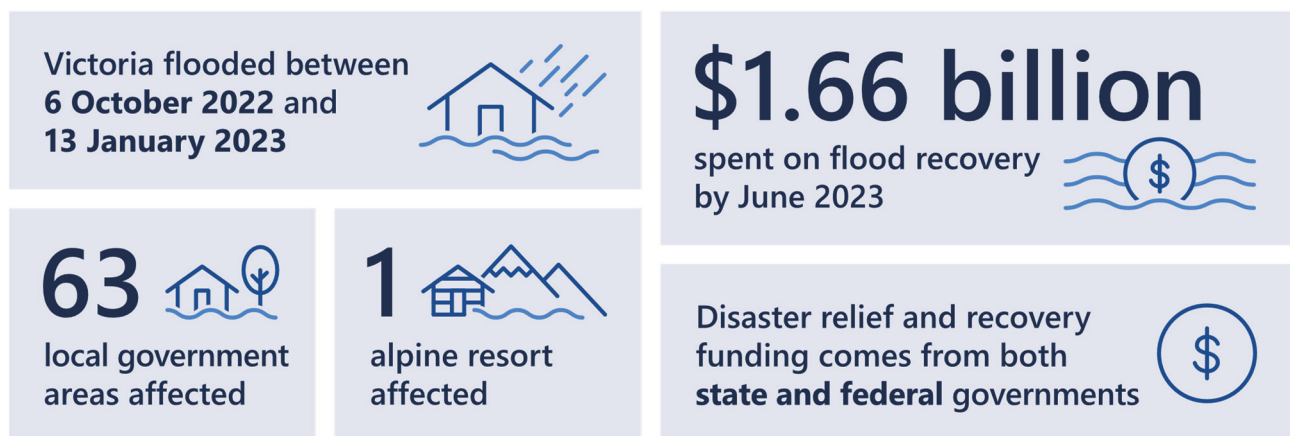 Victoria flooded between
6 October 2022 and
13 January 2023
63
local government
areas affected
1
alpine resort
affected
$1.66 billion
spent on flood recovery
by June 2023
$
Disaster relief and recovery
funding comes from both
state and federal governments
$